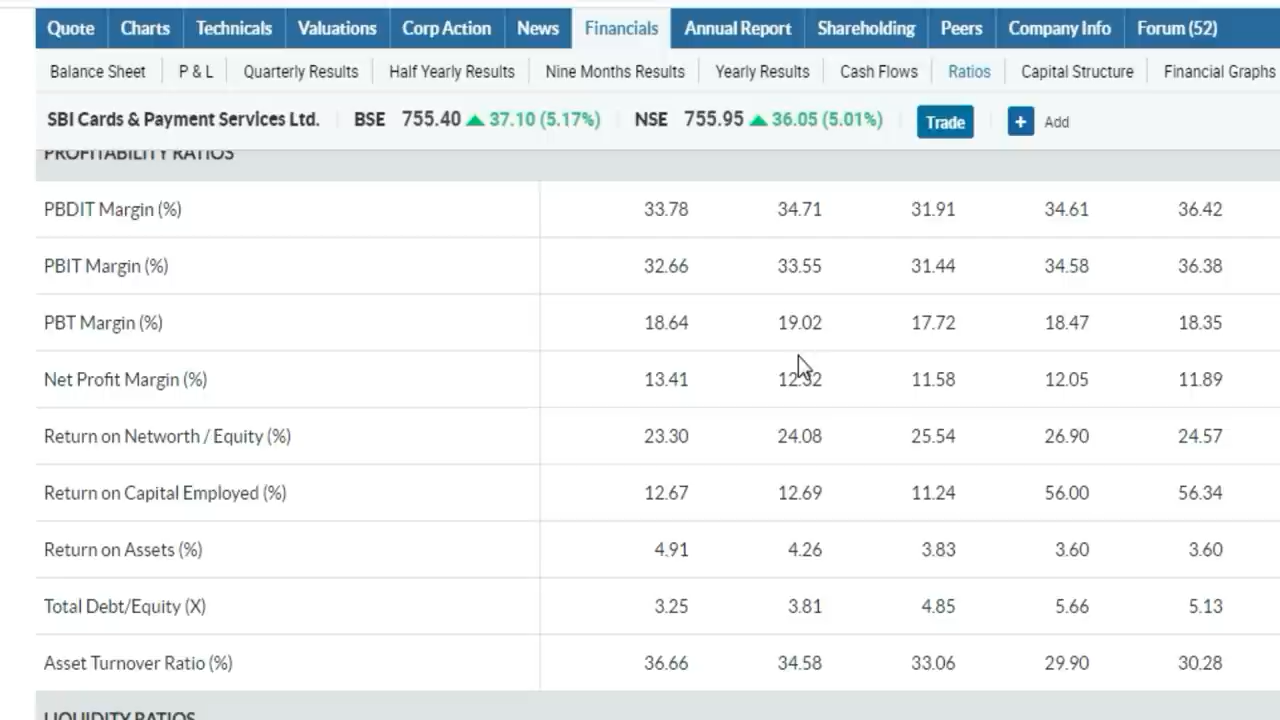 Quote Charts Technicals Valuations Corp Action News Financials Annual Report Shareholding Peers Company Info Forum (52)
Balance Sheet P & L Quarterly Results Half Yearly Results Nine Months Results Yearly Results Cash Flows Ratios Capital Structure Financial Graphs
SBI Cards & Payment Services Ltd. BSE 755.40 37.10 (5.17%) NSE 755.95 36.05 (5.01%) Trade + Add
PROFITABILITY RATIOS
PBDIT Margin (%) 33.78 34.71 31.91 34.61 36.42
PBIT Margin (%) 32.66 33.55 31.44 34.58 36.38
PBT Margin (%) 18.64 19.02 17.72 18.47 18.35
Net Profit Margin (%) 13.41 12.32 11.58 12.05 11.89
Return on Networth / Equity (%) 23.30 24.08 25.54 26.90 24.57
Return on Capital Employed (%) 12.67 12.69 11.24 56.00 56.34
Return on Assets (%) 4.91 4.26 3.83 3.60 3.60
Total Debt/Equity (X) 3.25 3.81 4.85 5.66 5.13
Asset Turnover Ratio (%) 36.66 34.58 33.06 29.90 30.28
LIQUIDITY RATIOS